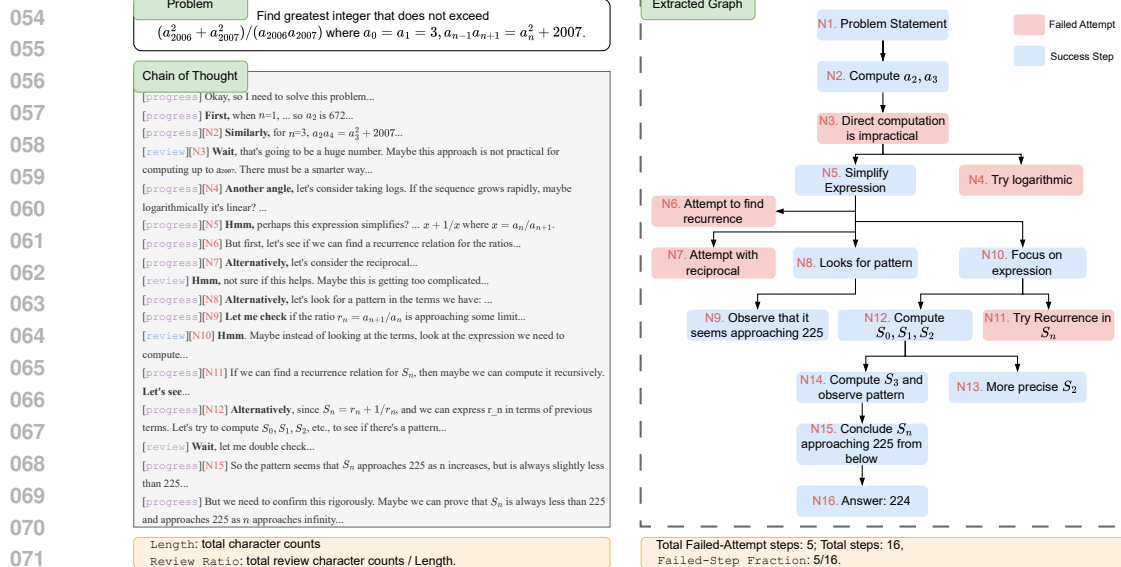 054
055
056
057
058
059
060
061
062
063
064
065
066
067
068
069
070
071
Problem
Find greatest integer that does not exceed
(a²₂₀₀₆ + a²₂₀₀₇)/(a₂₀₀₆a₂₀₀₇) where a₀ = a₁ = 3, aₙ₋₁aₙ₊₁ = a²ₙ + 2007.
Chain of Thought
[progress] Okay, so I need to solve this problem...
[progress] First, when n=1, ... so a₂ is 672...
[progress][N2] Similarly, for n=3, a₂a₄ = a²₃ + 2007...
[review][N3] Wait, that's going to be a huge number. Maybe this approach is not practical for
computing up to a₂₀₀₇. There must be a smarter way...
[progress][N4] Another angle, let's consider taking logs. If the sequence grows rapidly, maybe
logarithmically it's linear? ...
[progress][N5] Hmm, perhaps this expression simplifies? ... x + 1/x where x = aₙ/aₙ₊₁.
[progress][N6] But first, let's see if we can find a recurrence relation for the ratios...
[progress][N7] Alternatively, let's consider the reciprocal...
[review] Hmm, not sure if this helps. Maybe this is getting too complicated...
[progress][N8] Alternatively, let's look for a pattern in the terms we have: ...
[progress][N9] Let me check if the ratio rₙ = aₙ₊₁/aₙ is approaching some limit...
[review][N10] Hmm. Maybe instead of looking at the terms, look at the expression we need to
compute...
[progress][N11] If we can find a recurrence relation for Sₙ, then maybe we can compute it recursively.
Let's see...
[progress][N12] Alternatively, since Sₙ = rₙ + 1/rₙ, and we can express r_n in terms of previous
terms. Let's try to compute S₀, S₁, S₂, etc., to see if there's a pattern...
[review] Wait, let me double check...
[progress][N15] So the pattern seems that Sₙ approaches 225 as n increases, but is always slightly less
than 225...
[progress] But we need to confirm this rigorously. Maybe we can prove that Sₙ is always less than 225
and approaches 225 as n approaches infinity...
Length: total character counts
Review Ratio: total review character counts / Length.
Extracted Graph
Failed Attempt
Success Step
N1. Problem Statement
N2. Compute a₂, a₃
N3. Direct computation
is impractical
N5. Simplify
Expression
N4. Try logarithmic
N6. Attempt to find
recurrence
N7. Attempt with
reciprocal
N8. Looks for pattern
N10. Focus on
expression
N9. Observe that it
seems approaching 225
N12. Compute
S₀, S₁, S₂
N11. Try Recurrence in
Sₙ
N14. Compute S₃ and
observe pattern
N13. More precise S₂
N15. Conclude Sₙ
approaching 225 from
below
N16. Answer: 224
Total Failed-Attempt steps: 5; Total steps: 16,
Failed-Step Fraction: 5/16.